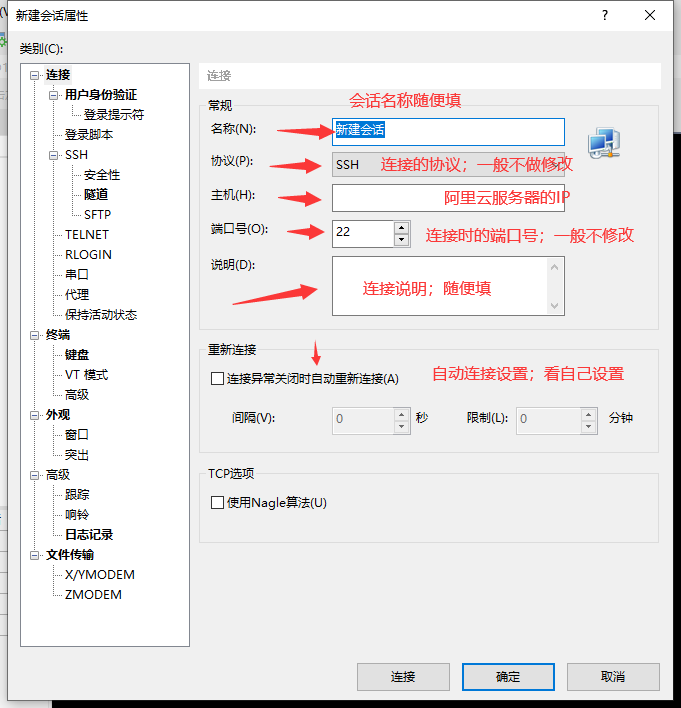 新建会话属性
?
类别(C):
连接
用户身份验证
登录提示符
登录脚本
SSH
安全性
隧道
SFTP
TELNET
RLOGIN
串口
代理
保持活动状态
终端
键盘
VT 模式
高级
外观
窗口
突出
高级
跟踪
响铃
日志记录
文件传输
X/YMODEM
ZMODEM
连接
常规
会话名称随便填
名称(N):
新建会话
协议(P):
SSH
连接的协议；一般不做修改
主机(H):
阿里云服务器的IP
端口号(O):
22
连接时的端口号；一般不修改
说明(D):
连接说明；随便填
重新连接
连接异常关闭时自动重新连接(A)
自动连接设置；看自己设置
间隔(V):
0
秒
限制(L):
0
分钟
TCP选项
使用Nagle算法(U)
连接
确定
取消